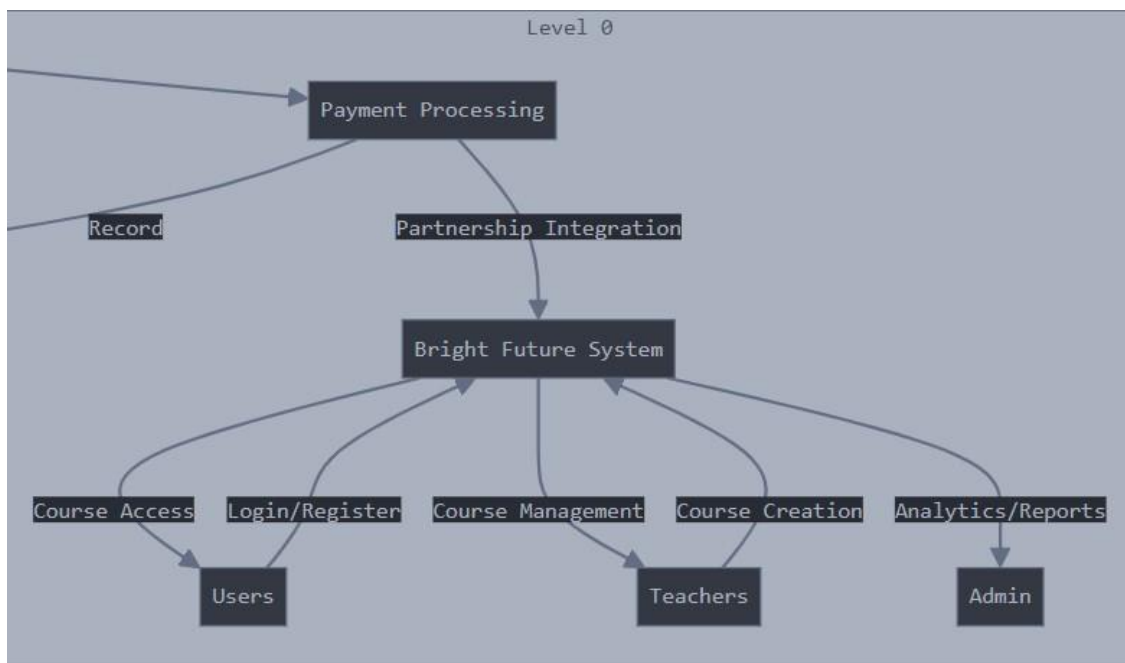 Level 0
Payment Processing
Record
Partnership Integration
Bright Future System
Course Access
Login/Register
Course Management
Course Creation
Analytics/Reports
Users
Teachers
Admin